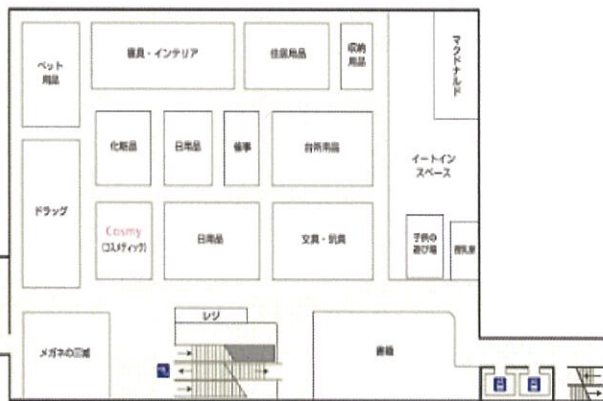 ペット
用品
寝具・インテリア
住居用品
収納
用品
マクドナルド
化粧品
日用品
催事
台所用品
イートイン
スペース
ドラッグ
Cosmy
(コスメティック)
日用品
文具・玩具
子供の
遊び場
授乳室
レジ
メガネの三城
書籍